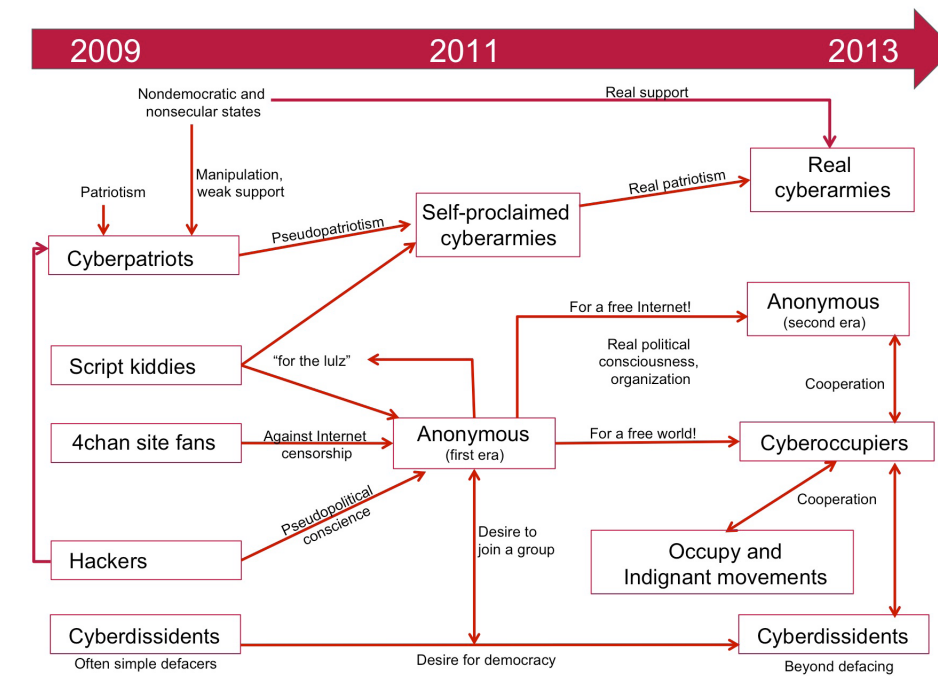 2009
2011
2013
Nondemocratic and
nonsecular states
Real support
Manipulation,
weak support
Patriotism
Real
cyberarmies
Real patriotism
Self-proclaimed
cyberarmies
Pseudopatriotism
Cyberpatriots
Anonymous
(second era)
For a free Internet!
Real political
consciousness,
organization
Script kiddies
"for the lulz"
Cooperation
4chan site fans
Against Internet
censorship
Anonymous
(first era)
For a free world!
Cyberoccupiers
Pseudopolitical
conscience
Cooperation
Desire to
join a group
Hackers
Occupy and
Indignant movements
Cyberdissidents
Often simple defacers
Desire for democracy
Cyberdissidents
Beyond defacing